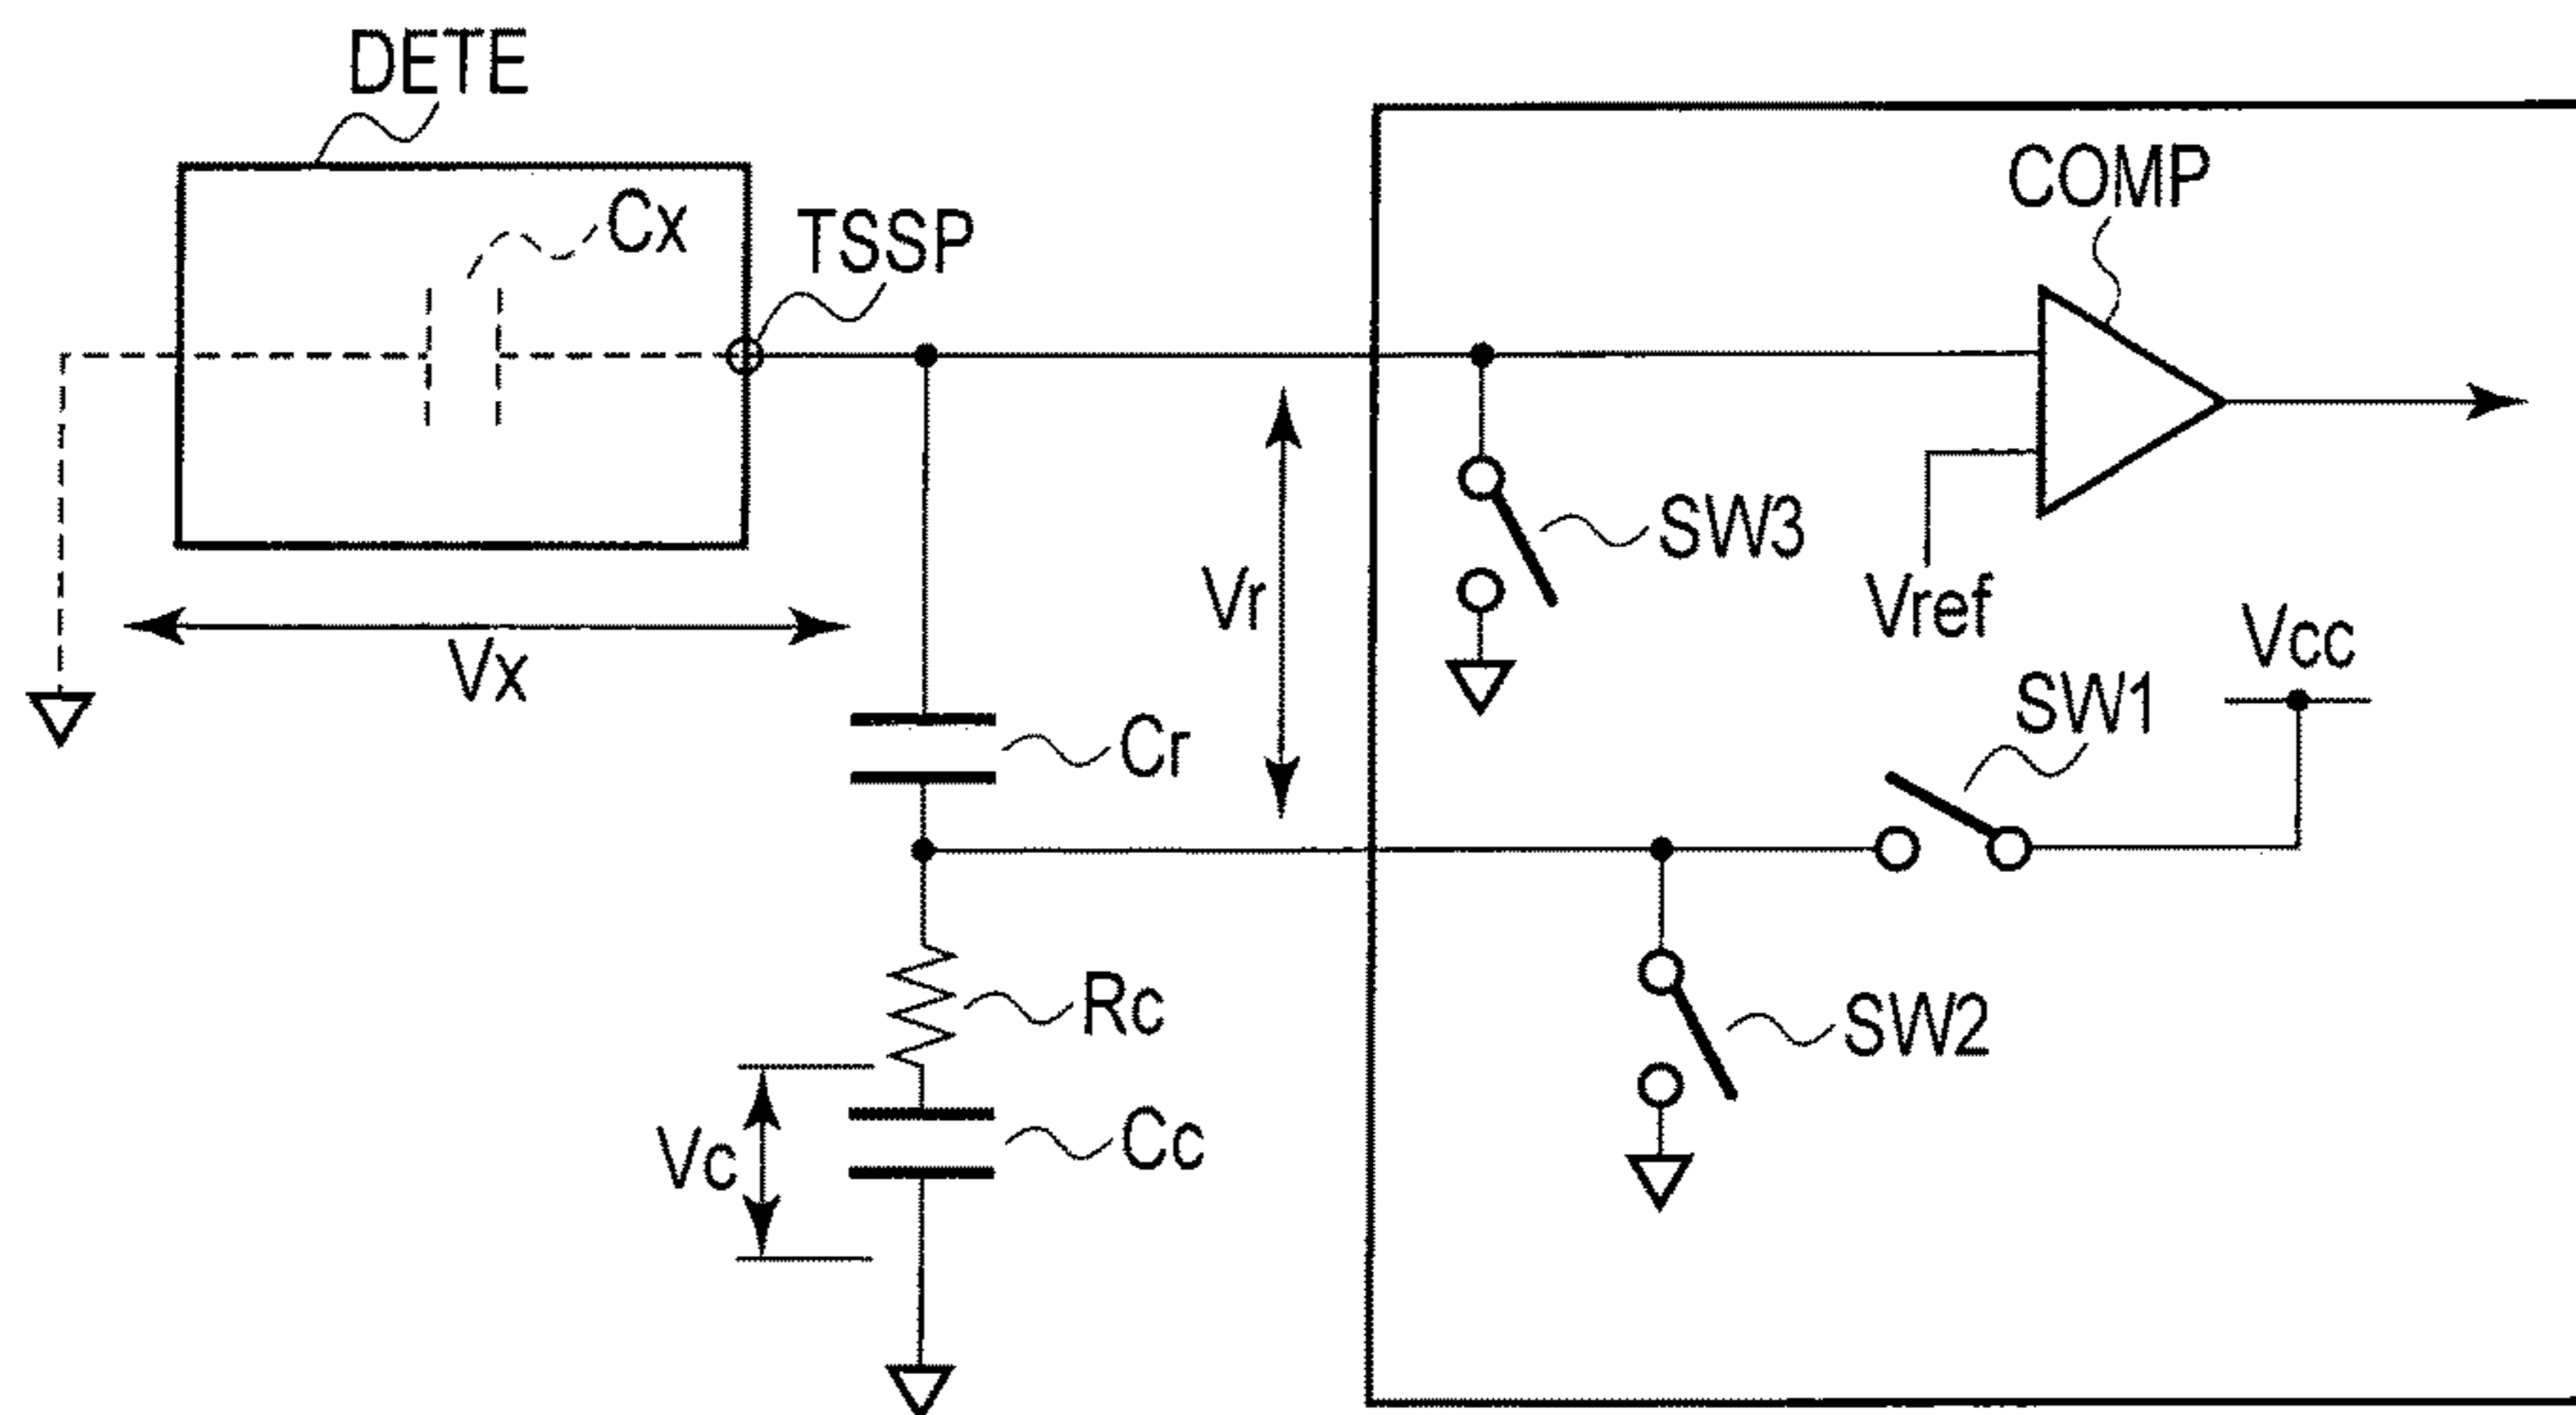 DETE
Cx
TSSP
COMP
SW3
Vr
Vref
Vx
Vcc
SW1
Cr
Rc
SW2
Vc
Cc